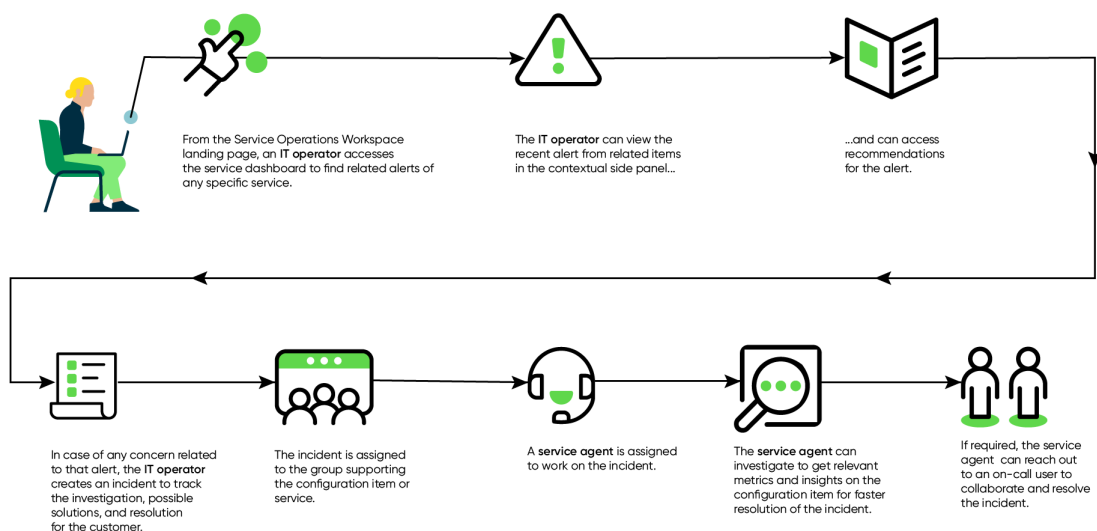 From the Service Operations Workspace
landing page, an IT operator accesses
the service dashboard to find related alerts of
any specific service.
The IT operator can view the
recent alert from related items
in the contextual side panel...
...and can access
recommendations
for the alert.
In case of any concern related
to that alert, the IT operator
creates an incident to track
the investigation, possible
solutions, and resolution
for the customer.
The incident is assigned
to the group supporting
the configuration item or
service.
A service agent is assigned
to work on the incident.
The service agent can
investigate to get relevant
metrics and insights on the
configuration item for faster
resolution of the incident.
If required, the service
agent can reach out
to an on-call user to
collaborate and resolve
the incident.